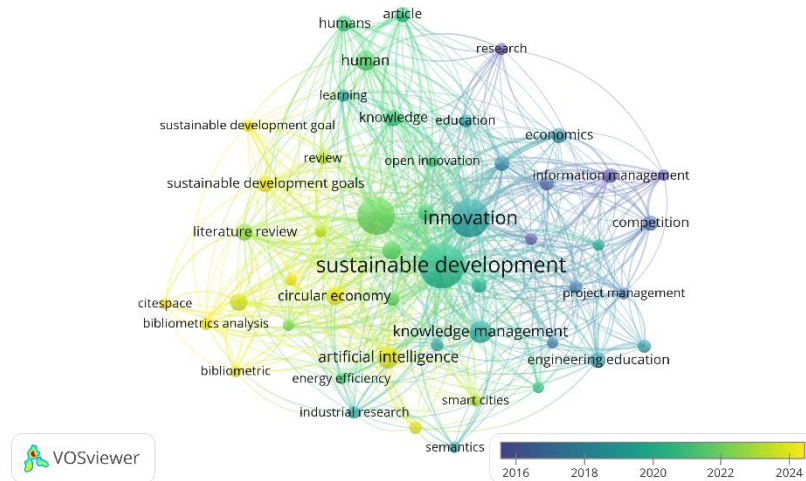 article
humans
research
human
learning
knowledge
education
sustainable development goal
economics
review
open innovation
information management
sustainable development goals
innovation
competition
literature review
sustainable development
circular economy
project management
citespace
bibliometrics analysis
knowledge management
artificial intelligence
engineering education
bibliometric
energy efficiency
smart cities
industrial research
semantics
VOSviewer
2016 2018 2020 2022 2024